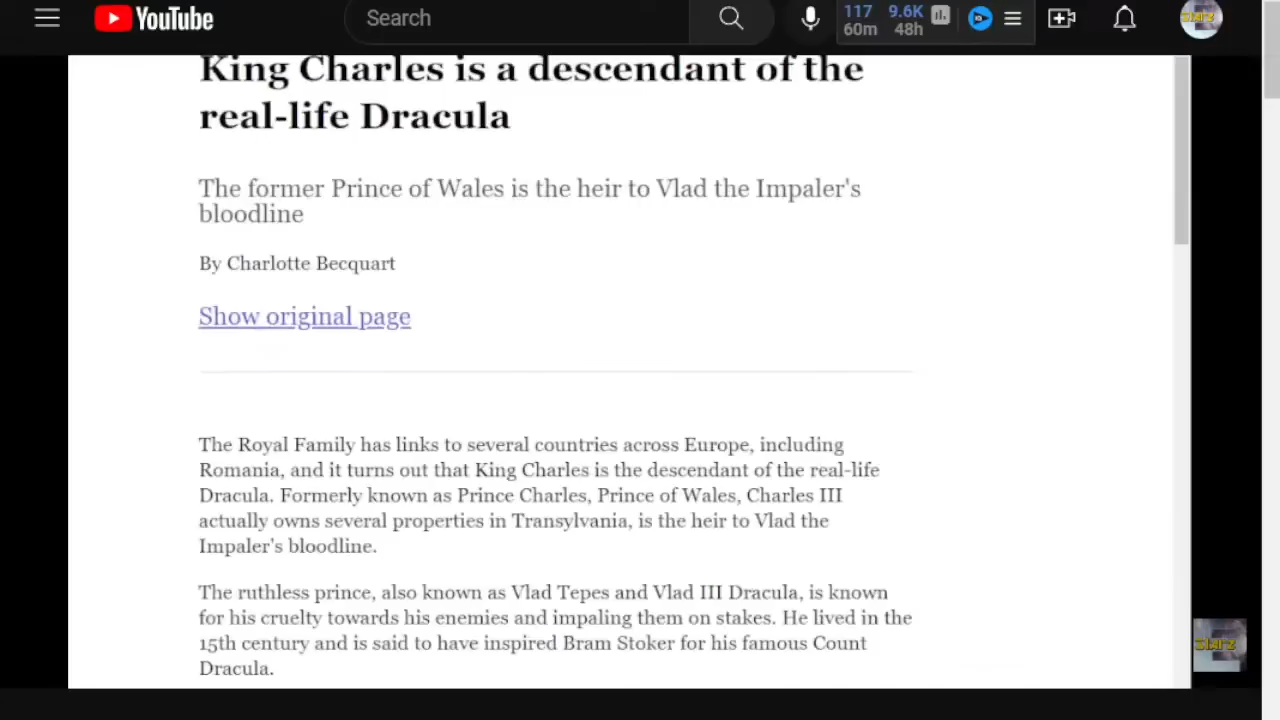 YouTube
Search
117 9.6K
60m 48h
King Charles is a descendant of the
real-life Dracula
The former Prince of Wales is the heir to Vlad the Impaler's
bloodline
By Charlotte Becquart
Show original page
The Royal Family has links to several countries across Europe, including
Romania, and it turns out that King Charles is the descendant of the real-life
Dracula. Formerly known as Prince Charles, Prince of Wales, Charles III
actually owns several properties in Transylvania, is the heir to Vlad the
Impaler's bloodline.
The ruthless prince, also known as Vlad Tepes and Vlad III Dracula, is known
for his cruelty towards his enemies and impaling them on stakes. He lived in the
15th century and is said to have inspired Bram Stoker for his famous Count
Dracula.